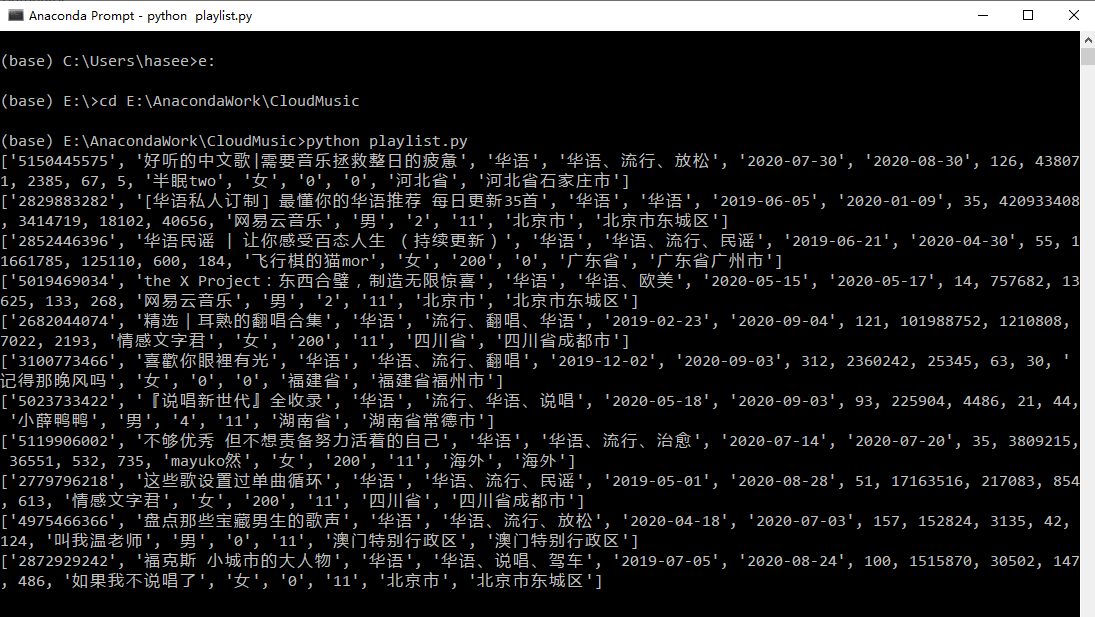 Anaconda Prompt - python  playlist.py
(base) C:\Users\hasee>e:
(base) E:\>cd E:\AnacondaWork\CloudMusic
(base) E:\AnacondaWork\CloudMusic>python playlist.py
['5150445575', '好听的中文歌|需要音乐拯救整日的疲惫', '华语', '华语、流行、放松', '2020-07-30', '2020-08-30', 126, 43807
1, 2385, 67, 5, '半眠two', '女', '0', '0', '河北省', '河北省石家庄市']
['2829883282', '[华语私人订制] 最懂你的华语推荐 每日更新35首', '华语', '华语', '2019-06-05', '2020-01-09', 35, 420933408
, 3414719, 18102, 40656, '网易云音乐', '男', '2', '11', '北京市', '北京市东城区']
['2852446396', '华语民谣 | 让你感受百态人生 （持续更新）', '华语', '华语、流行、民谣', '2019-06-21', '2020-04-30', 55, 1
1661785, 125110, 600, 184, '飞行棋的猫mor', '女', '200', '0', '广东省', '广东省广州市']
['5019469034', 'the X Project：东西合璧，制造无限惊喜', '华语', '华语、欧美', '2020-05-15', '2020-05-17', 14, 757682, 13
625, 133, 268, '网易云音乐', '男', '2', '11', '北京市', '北京市东城区']
['2682044074', '精选｜耳熟的翻唱合集', '华语', '流行、翻唱、华语', '2019-02-23', '2020-09-04', 121, 101988752, 1210808,
7022, 2193, '情感文字君', '女', '200', '11', '四川省', '四川省成都市']
['3100773466', '喜歡你眼裡有光', '华语', '华语、流行、翻唱', '2019-12-02', '2020-09-03', 312, 2360242, 25345, 63, 30, '
记得那晚风吗', '女', '0', '0', '福建省', '福建省福州市']
['5023733422', '『说唱新世代』全收录', '华语', '流行、华语、说唱', '2020-05-18', '2020-09-03', 93, 225904, 4486, 21, 44,
'小薛鸭鸭', '男', '4', '11', '湖南省', '湖南省常德市']
['5119906002', '不够优秀 但不想责备努力活着的自己', '华语', '华语、流行、治愈', '2020-07-14', '2020-07-20', 35, 3809215,
36551, 532, 735, 'mayuko然', '女', '200', '11', '海外', '海外']
['2779796218', '这些歌设置过单曲循环', '华语', '华语、流行、民谣', '2019-05-01', '2020-08-28', 51, 17163516, 217083, 854
, 613, '情感文字君', '女', '200', '11', '四川省', '四川省成都市']
['4975466366', '盘点那些宝藏男生的歌声', '华语', '华语、流行、放松', '2020-04-18', '2020-07-03', 157, 152824, 3135, 42,
124, '叫我温老师', '男', '0', '11', '澳门特别行政区', '澳门特别行政区']
['2872929242', '福克斯 小城市的大人物', '华语', '华语、说唱、驾车', '2019-07-05', '2020-08-24', 100, 1515870, 30502, 147
, 486, '如果我不说唱了', '女', '0', '11', '北京市', '北京市东城区']